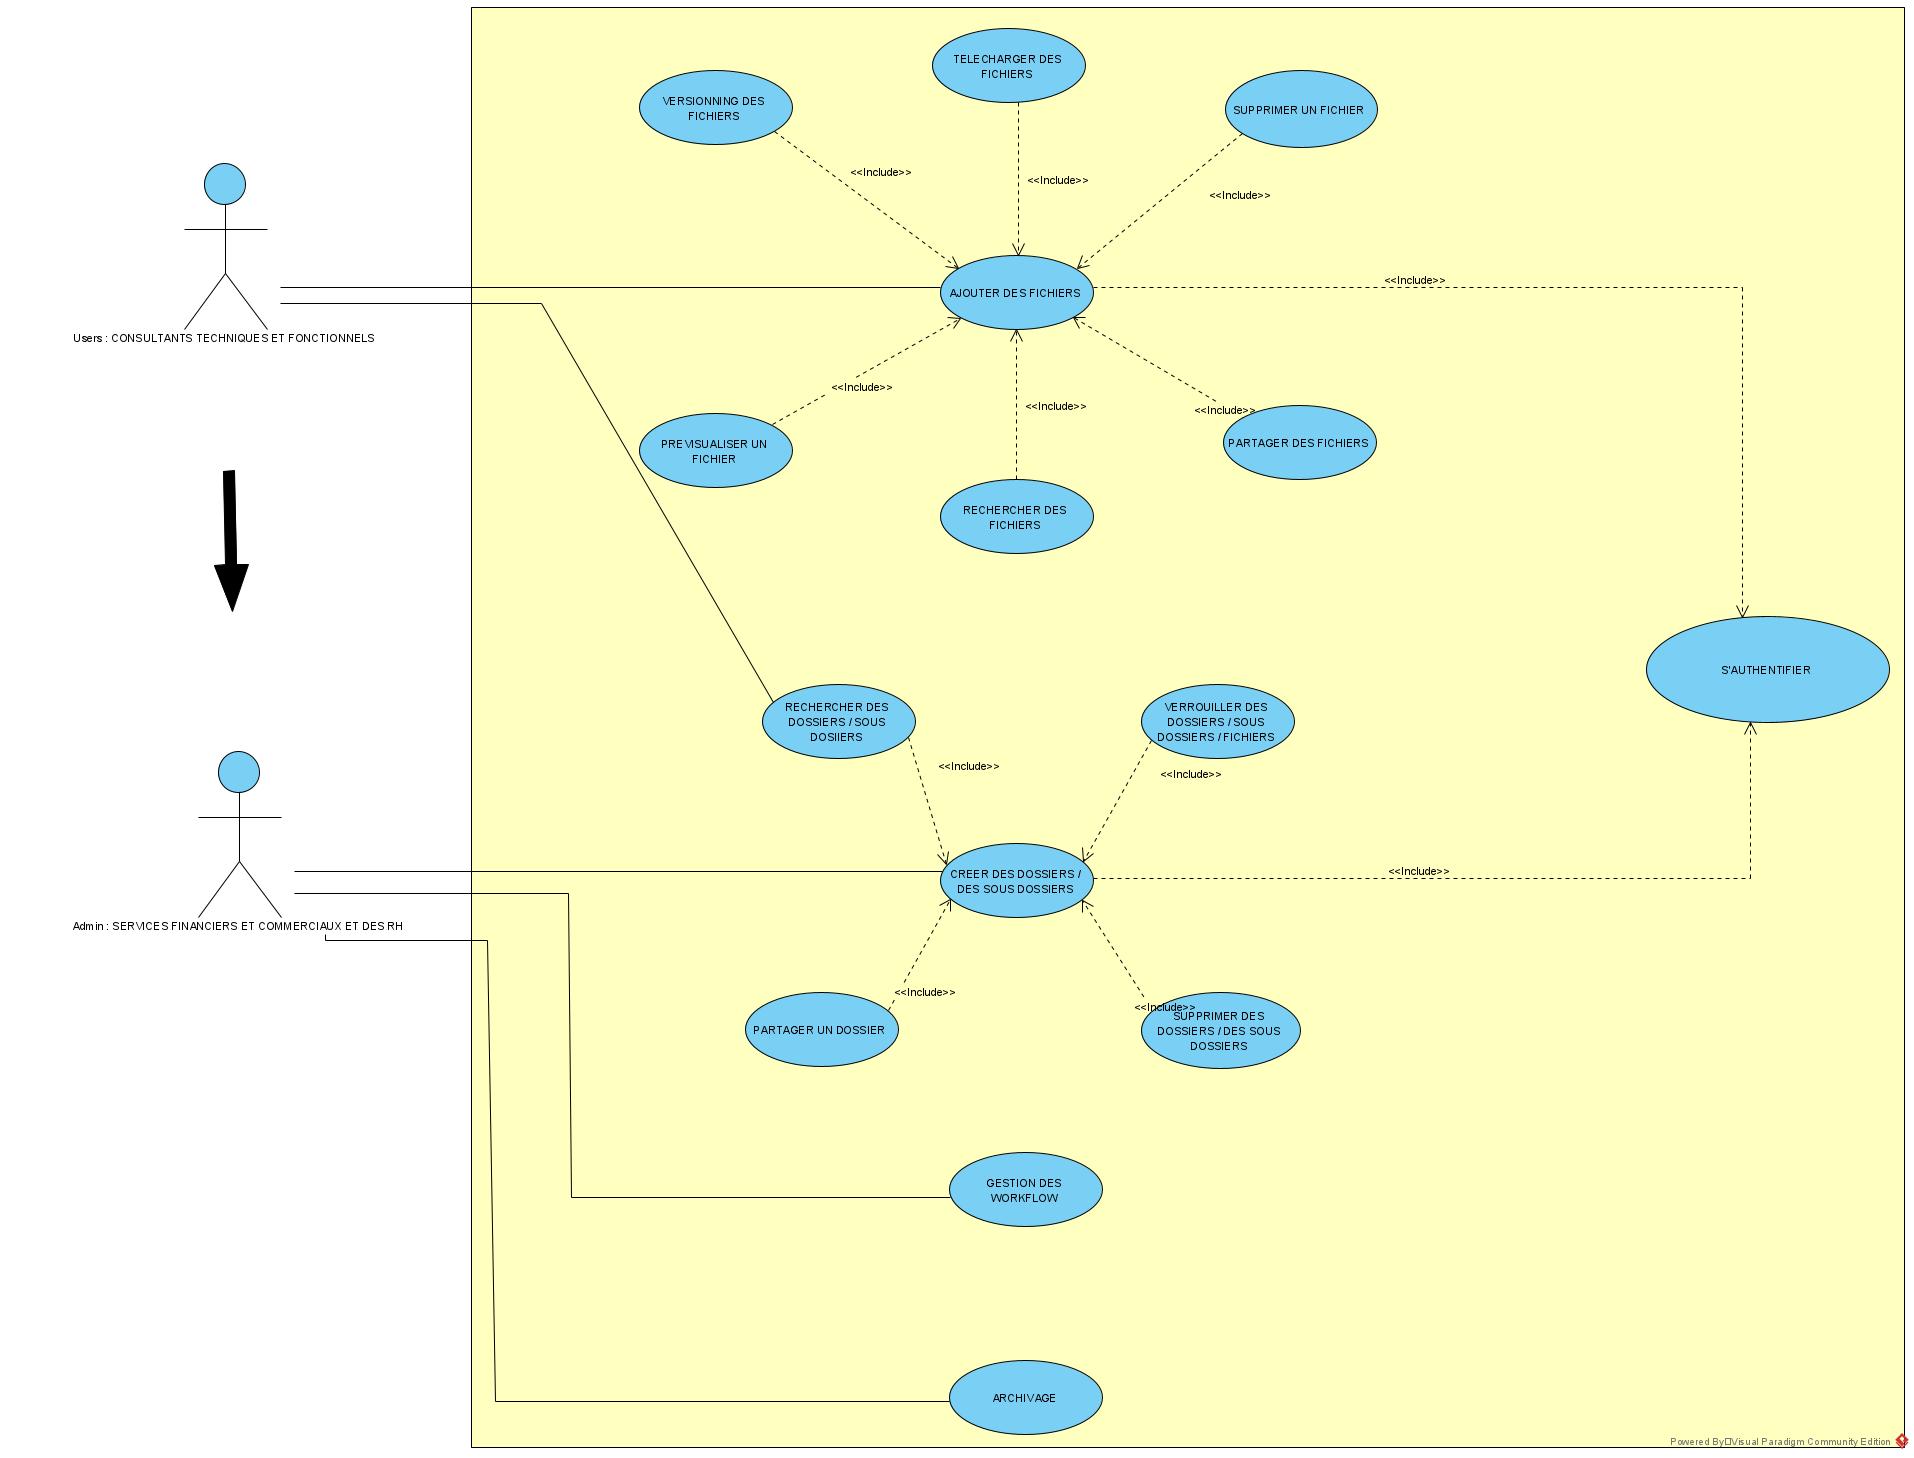 TELECHARGER DES
FICHIERS
VERSIONNING DES
FICHIERS
SUPPRIMER UN FICHIER
<<Include>>
<<Include>>
<<Include>>
AJOUTER DES FICHIERS
<<Include>>
Users : CONSULTANTS TECHNIQUES ET FONCTIONNELS
<<Include>>
<<Include>>
<<Include>>
PREVISUALISER UN
FICHIER
PARTAGER DES FICHIERS
RECHERCHER DES
FICHIERS
S'AUTHENTIFIER
RECHERCHER DES
DOSSIERS / SOUS
DOSIIERS
VERROUILLER DES
DOSSIERS / SOUS
DOSSIERS / FICHIERS
<<Include>>
<<Include>>
CREER DES DOSSIERS /
DES SOUS DOSSIERS
<<Include>>
Admin : SERVICES FINANCIERS ET COMMERCIAUX ET DES RH
<<Include>>
<<Include>>
PARTAGER UN DOSSIER
SUPPRIMER DES
DOSSIERS / DES SOUS
DOSSIERS
GESTION DES
WORKFLOW
ARCHIVAGE
Powered By Visual Paradigm Community Edition